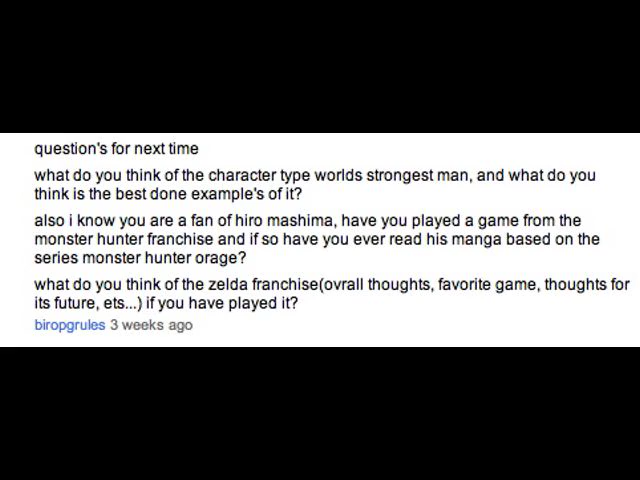 question's for next time
what do you think of the character type worlds strongest man, and what do you
think is the best done example's of it?
also i know you are a fan of hiro mashima, have you played a game from the
monster hunter franchise and if so have you ever read his manga based on the
series monster hunter orage?
what do you think of the zelda franchise(ovrall thoughts, favorite game, thoughts for
its future, ets...) if you have played it?
biropgrules 3 weeks ago